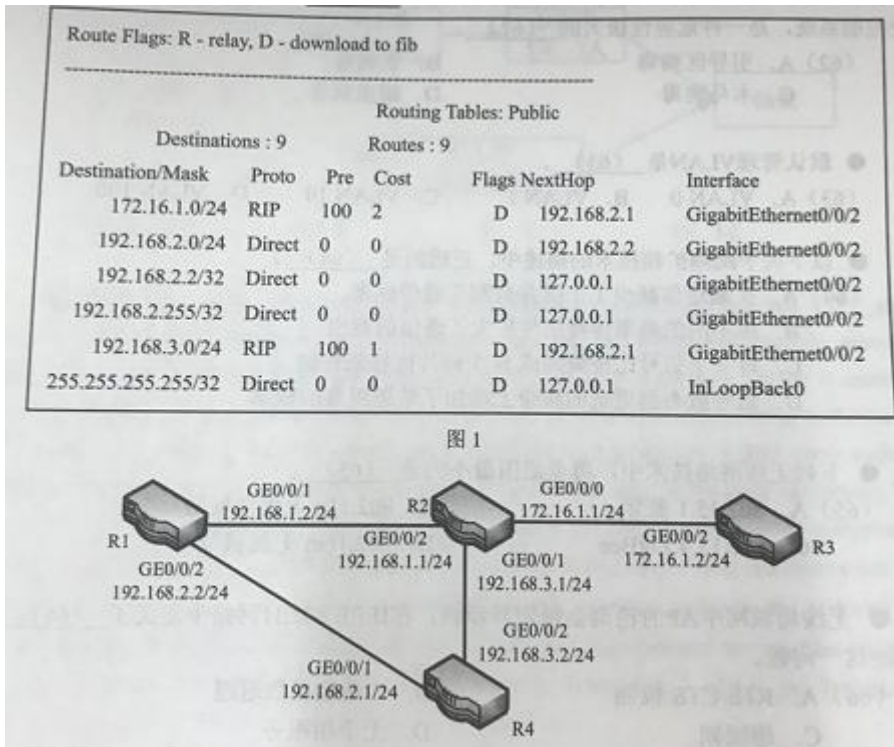 Route Flags: R - relay, D - download to fib
Routing Tables: Public
Destinations : 9 Routes : 9
Destination/Mask Proto Pre Cost Flags NextHop Interface
172.16.1.0/24 RIP 100 2 D 192.168.2.1 GigabitEthernet0/0/2
192.168.2.0/24 Direct 0 0 D 192.168.2.2 GigabitEthernet0/0/2
192.168.2.2/32 Direct 0 0 D 127.0.0.1 GigabitEthernet0/0/2
192.168.2.255/32 Direct 0 0 D 127.0.0.1 GigabitEthernet0/0/2
192.168.3.0/24 RIP 100 1 D 192.168.2.1 GigabitEthernet0/0/2
255.255.255.255/32 Direct 0 0 D 127.0.0.1 InLoopBack0
图 1
R1
GE0/0/1
192.168.1.2/24
GE0/0/2
192.168.2.2/24
R2
GE0/0/2
192.168.1.1/24
GE0/0/0
172.16.1.1/24
GE0/0/1
192.168.3.1/24
GE0/0/2
172.16.1.2/24
R3
GE0/0/2
192.168.3.2/24
GE0/0/1
192.168.2.1/24
R4